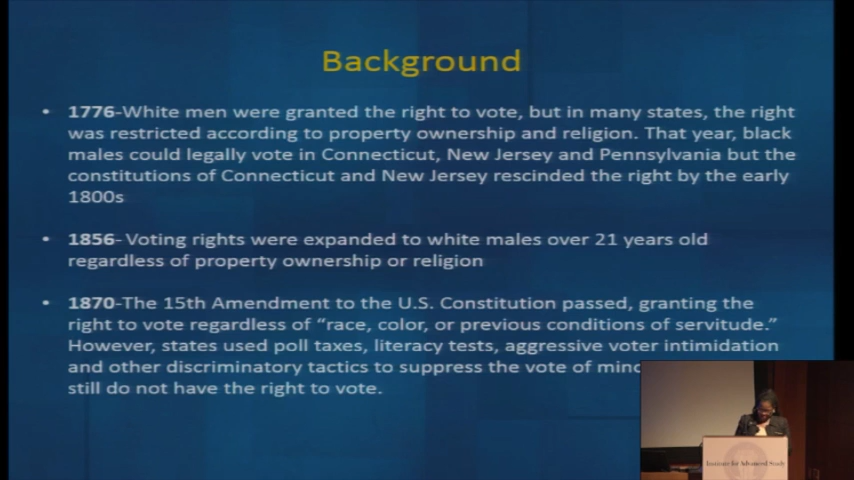 Background
• 1776-White men were granted the right to vote, but in many states, the right
was restricted according to property ownership and religion. That year, black
males could legally vote in Connecticut, New Jersey and Pennsylvania but the
constitutions of Connecticut and New Jersey rescinded the right by the early
1800s
• 1856- Voting rights were expanded to white males over 21 years old
regardless of property ownership or religion
• 1870-The 15th Amendment to the U.S. Constitution passed, granting the
right to vote regardless of “race, color, or previous conditions of servitude.”
However, states used poll taxes, literacy tests, aggressive voter intimidation
and other discriminatory tactics to suppress the vote of
still do not have the right to vote.
Institute for Advanced Study